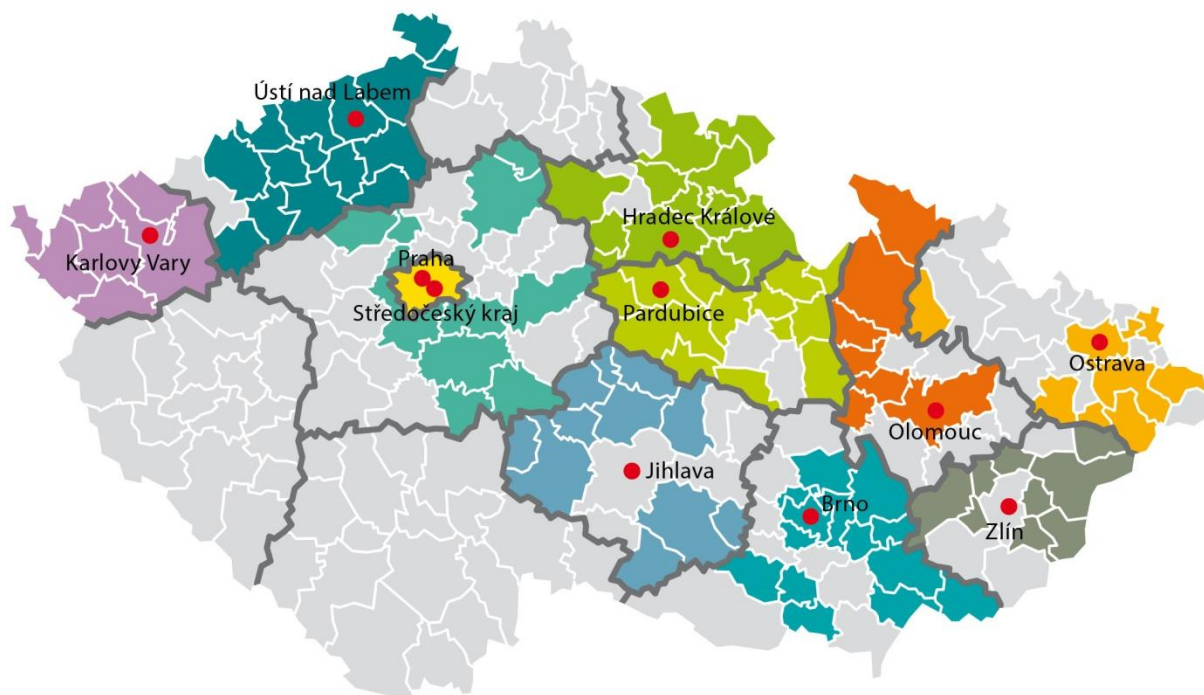 Ústí nad Labem
Karlovy Vary
Praha
Středočeský kraj
Hradec Králové
Pardubice
Ostrava
Olomouc
Jihlava
Brno
Zlín